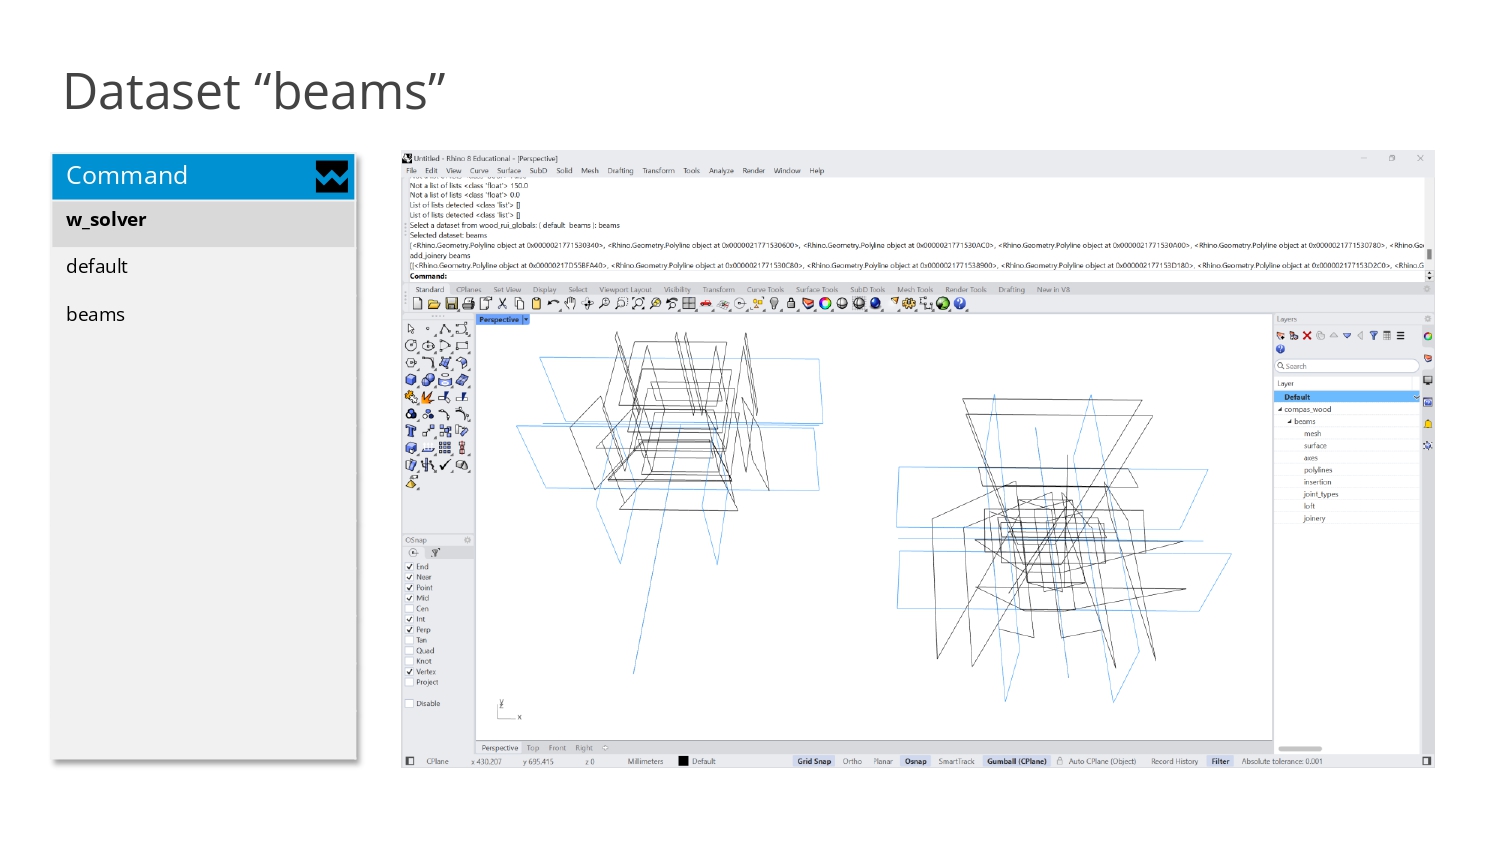 Dataset “beams”
Command
w_solver
default
beams
Untitled - Rhino 8 Educational - [Perspective]
File Edit View Curve Surface SubD Solid Mesh Drafting Transform Tools Analyze Render Window Help
Not a list of lists <class 'float'> 150.0
Not a list of lists <class 'float'> 0.0
List of lists detected <class 'list'> []
List of lists detected <class 'list'> []
Select a dataset from wood_rui_globals: ( default beams ): beams
Selected dataset: beams
[<Rhino.Geometry.Polyline object at 0x0000021771530340>, <Rhino.Geometry.Polyline object at 0x0000021771530600>, <Rhino.Geometry.Polyline object at 0x0000021771530AC0>, <Rhino.Geometry.Polyline object at 0x0000021771530A00>, <Rhino.Geometry.Polyline object at 0x0000021771530780>, <Rhino.Geo
add_joinery beams
[[<Rhino.Geometry.Polyline object at 0x00000217D55BFA40>, <Rhino.Geometry.Polyline object at 0x0000021771530C80>, <Rhino.Geometry.Polyline object at 0x0000021771538900>, <Rhino.Geometry.Polyline object at 0x000002177153D180>, <Rhino.Geometry.Polyline object at 0x000002177153D2C0>, <Rhino.G
Command:
Standard CPlanes Set View Display Select Viewport Layout Visibility Transform Curve Tools Surface Tools SubD Tools Mesh Tools Render Tools Drafting New in V8
Perspective
Layers
Search
Layer
Default
compas_wood
beams
mesh
surface
axes
polylines
insertion
joint_types
loft
joinery
OSnap
End
Near
Point
Mid
Cen
Int
Perp
Tan
Quad
Knot
Vertex
Project
Disable
y
x
Perspective Top Front Right
CPlane x 430.207 y 695.415 z 0 Millimeters Default Grid Snap Ortho Planar Osnap SmartTrack Gumball (CPlane) Auto CPlane (Object) Record History Filter Absolute tolerance: 0.001